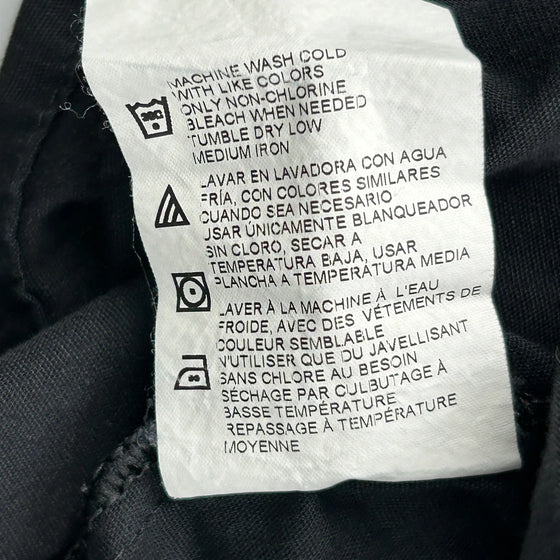 MACHINE WASH COLD
WITH LIKE COLORS
ONLY NON-CHLORINE
BLEACH WHEN NEEDED
TUMBLE DRY LOW
MEDIUM IRON
LAVAR EN LAVADORA CON AGUA
FRÍA, CON COLORES SIMILARES
CUANDO SEA NECESARIO
USAR ÚNICAMENTE BLANQUEADOR
SIN CLORO, SECAR A
TEMPERATURA BAJA, USAR
PLANCHA A TEMPERATURA MEDIA
LAVER À LA MACHINE À L'EAU
FROIDE, AVEC DES VÉTEMENTS DE
COULEUR SEMBLABLE
N'UTILISER QUE DU JAVELLISANT
SANS CHLORE AU BESOIN
SÉCHAGE PAR CULBUTAGE À
BASSE TEMPÉRATURE
REPASSAGE À TEMPÉRATURE
MOYENNE